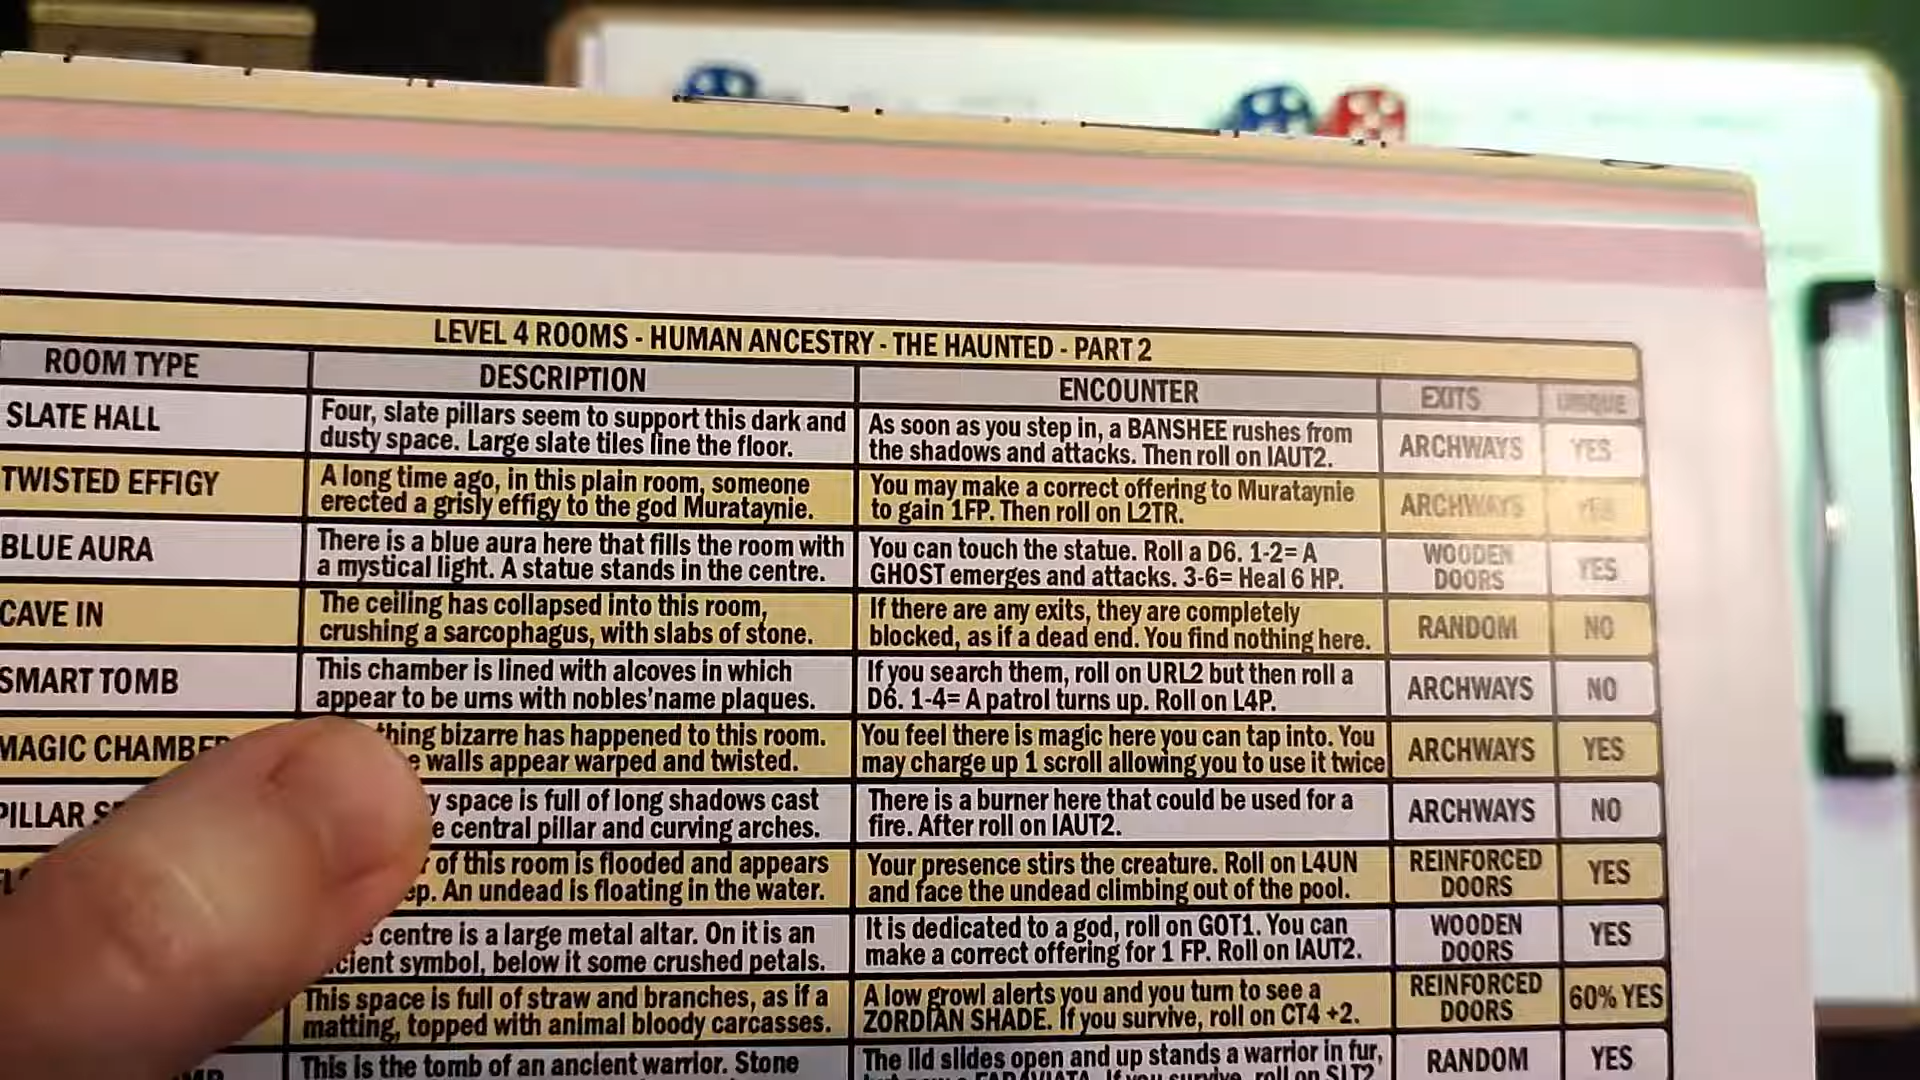 LEVEL 4 ROOMS - HUMAN ANCESTRY - THE HAUNTED - PART 2
ROOM TYPE DESCRIPTION ENCOUNTER EXITS UNIQUE
SLATE HALL
Four, slate pillars seem to support this dark and
dusty space. Large slate tiles line the floor.
As soon as you step in, a BANSHEE rushes from
the shadows and attacks. Then roll on IAUT2.
ARCHWAYS
YES
TWISTED EFFIGY
A long time ago, in this plain room, someone
erected a grisly effigy to the god Murataynie.
You may make a correct offering to Murataynie
to gain 1FP. Then roll on L2TR.
ARCHWAYS
YES
BLUE AURA
There is a blue aura here that fills the room with
a mystical light. A statue stands in the centre.
You can touch the statue. Roll a D6. 1-2= A
GHOST emerges and attacks. 3-6= Heal 6 HP.
WOODEN
DOORS
YES
CAVE IN
The ceiling has collapsed into this room,
crushing a sarcophagus, with slabs of stone.
If there are any exits, they are completely
blocked, as if a dead end. You find nothing here.
RANDOM
NO
SMART TOMB
This chamber is lined with alcoves in which
appear to be urns with nobles' name plaques.
If you search them, roll on URL2 but then roll a
D6. 1-4= A patrol turns up. Roll on L4P.
ARCHWAYS
NO
MAGIC CHAMBER
thing bizarre has happened to this room.
walls appear warped and twisted.
You feel there is magic here you can tap into. You
may charge up 1 scroll allowing you to use it twice
ARCHWAYS
YES
PILLAR
space is full of long shadows cast
central pillar and curving arches.
There is a burner here that could be used for a
fire. After roll on IAUT2.
ARCHWAYS
NO
of this room is flooded and appears
An undead is floating in the water.
Your presence stirs the creature. Roll on L4UN
and face the undead climbing out of the pool.
REINFORCED
DOORS
YES
centre is a large metal altar. On it is an
cient symbol, below it some crushed petals.
It is dedicated to a god, roll on GOT1. You can
make a correct offering for 1 FP. Roll on IAUT2.
WOODEN
DOORS
YES
This space is full of straw and branches, as if a
matting, topped with animal bloody carcasses.
A low growl alerts you and you turn to see a
ZORDIAN SHADE. If you survive, roll on CT4 +2.
REINFORCED
DOORS
60% YES
This is the tomb of an ancient warrior. Stone
The lid slides open and up stands a warrior in fur,
If you survive, roll on SLT2
RANDOM
YES